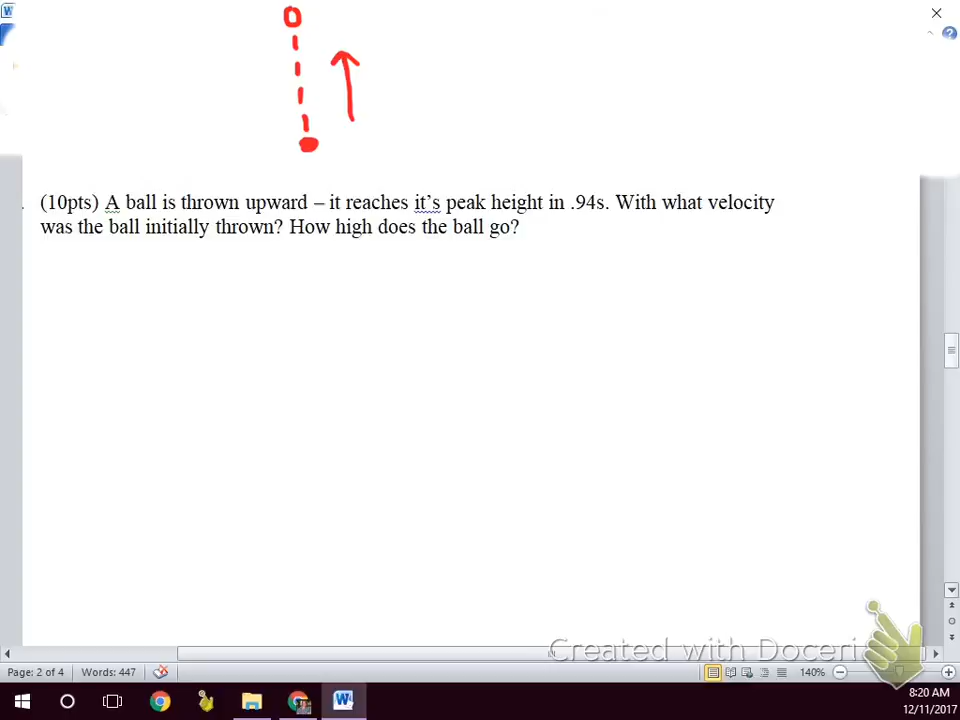 (10pts) A ball is thrown upward – it reaches it's peak height in .94s. With what velocity
was the ball initially thrown? How high does the ball go?
Created with Doceri
Page: 2 of 4 Words: 447 140%
8:20 AM
12/11/2017